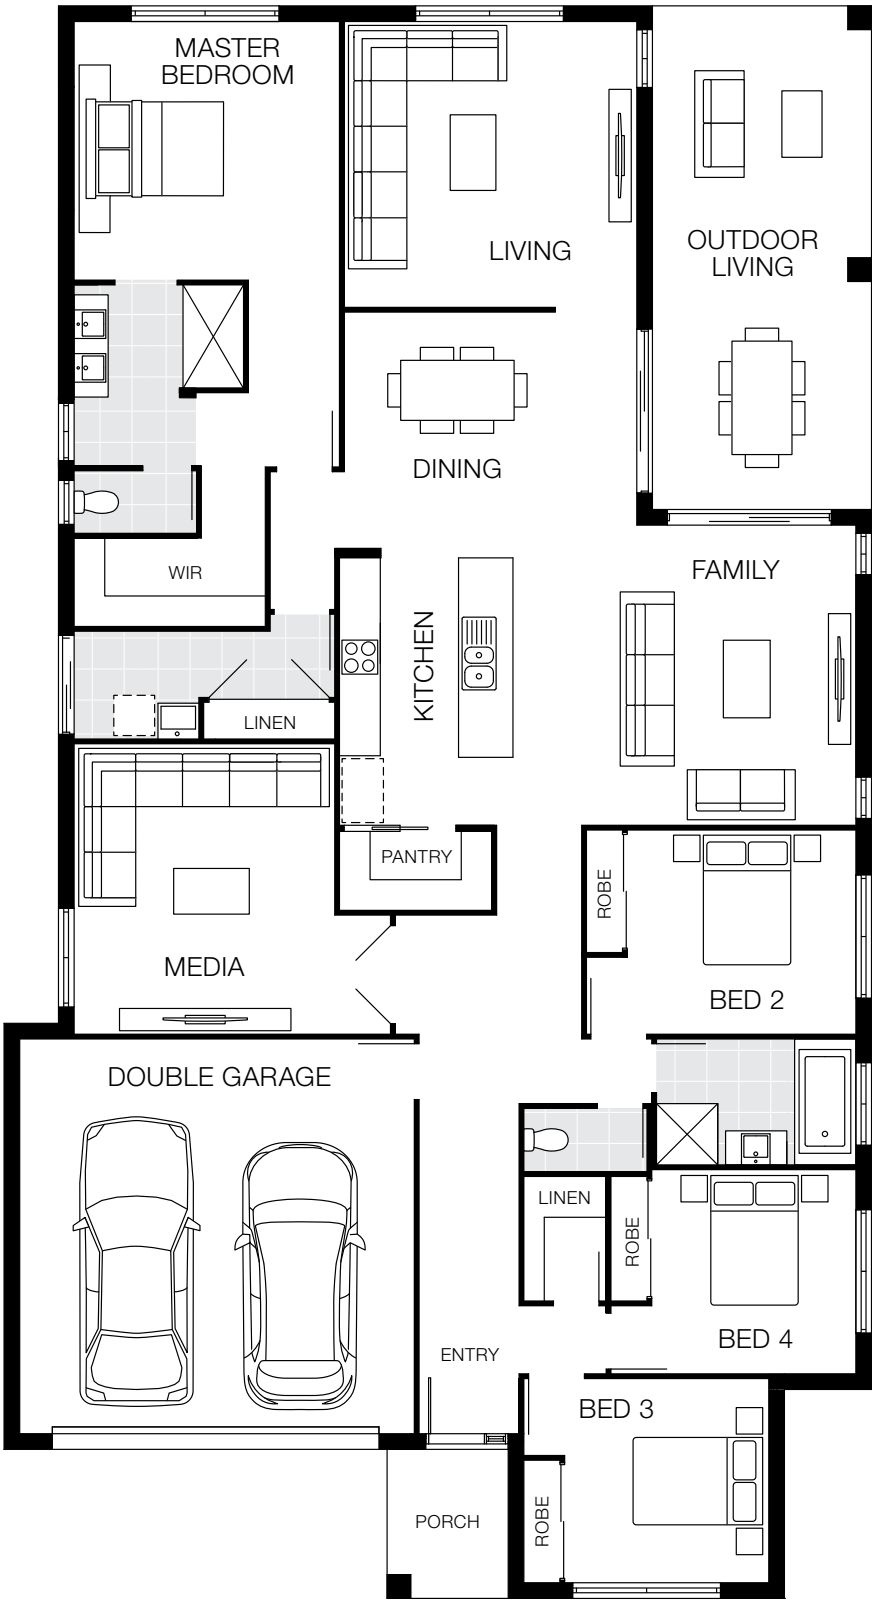 MASTER
BEDROOM
LIVING
OUTDOOR
LIVING
DINING
WIR
FAMILY
KITCHEN
LINEN
PANTRY
ROBE
MEDIA
BED 2
DOUBLE GARAGE
LINEN
ROBE
BED 4
ENTRY
BED 3
ROBE
PORCH